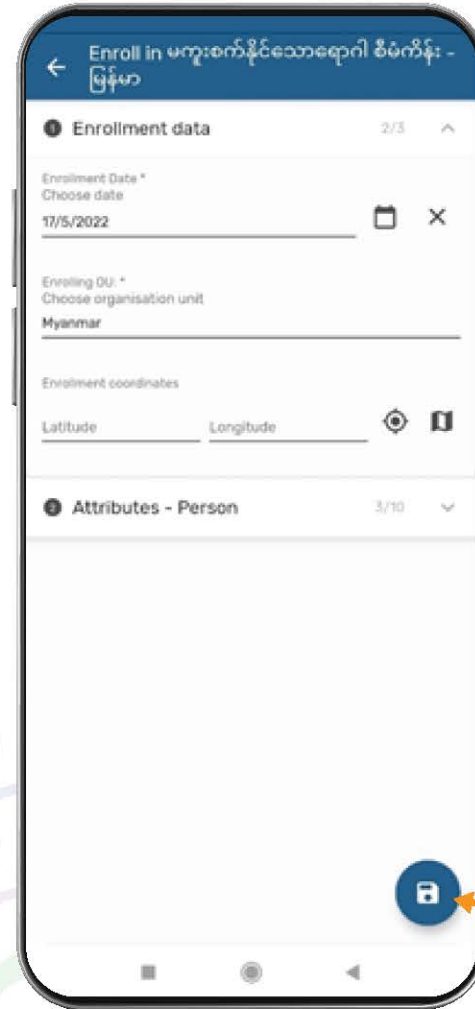 Enroll in မကူးစက်နိုင်သောရောဂါ စီမံကိန်း -
မြန်မာ
1 Enrollment data 2/3
Enrollment Date *
Choose date
17/5/2022
Enrolling OU: *
Choose organisation unit
Myanmar
Enrollment coordinates
Latitude Longitude
2 Attributes - Person 3/10